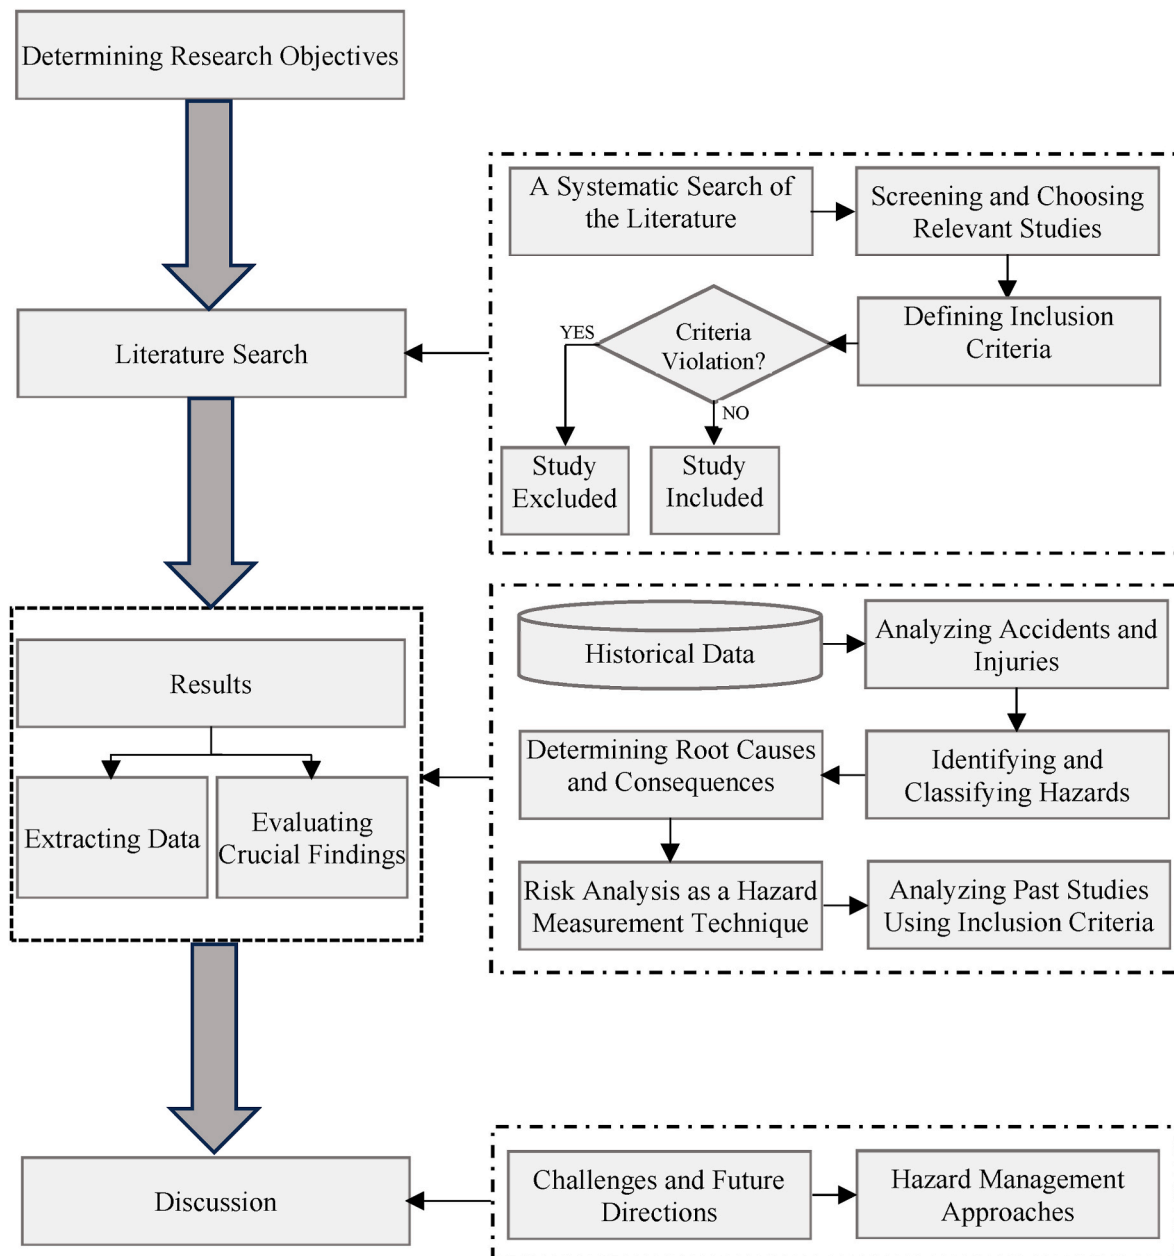 Determining Research Objectives
A Systematic Search of
the Literature
Screening and Choosing
Relevant Studies
Literature Search
YES
Criteria
Violation?
Defining Inclusion
Criteria
NO
Study
Excluded
Study
Included
Historical Data
Analyzing Accidents and
Injuries
Results
Determining Root Causes
and Consequences
Identifying and
Classifying Hazards
Extracting Data
Evaluating
Crucial Findings
Risk Analysis as a Hazard
Measurement Technique
Analyzing Past Studies
Using Inclusion Criteria
Discussion
Challenges and Future
Directions
Hazard Management
Approaches